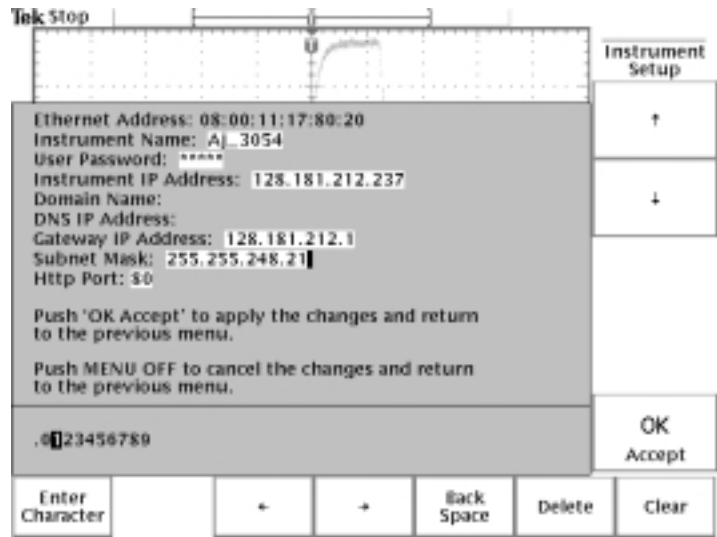 Tek Stop
Instrument
Setup
Ethernet Address: 08:00:11:17:80:20
Instrument Name: AJ_3054
User Password: *****
Instrument IP Address: 128.181.212.237
Domain Name:
DNS IP Address:
Gateway IP Address: 128.181.212.1
Subnet Mask: 255.255.248.21
Http Port: 80
Push 'OK Accept' to apply the changes and return
to the previous menu.
Push MENU OFF to cancel the changes and return
to the previous menu.
.0123456789
OK
Accept
Enter
Character
←
→
Back
Space
Delete
Clear
↑
↓